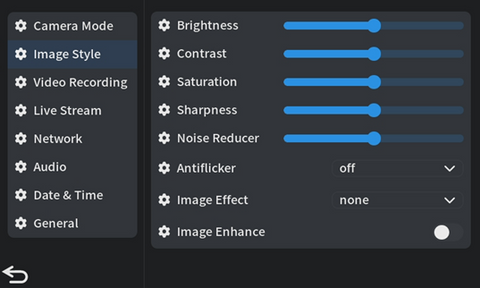 Camera Mode
Image Style
Video Recording
Live Stream
Network
Audio
Date & Time
General
Brightness
Contrast
Saturation
Sharpness
Noise Reducer
Antiflicker off
Image Effect none
Image Enhance